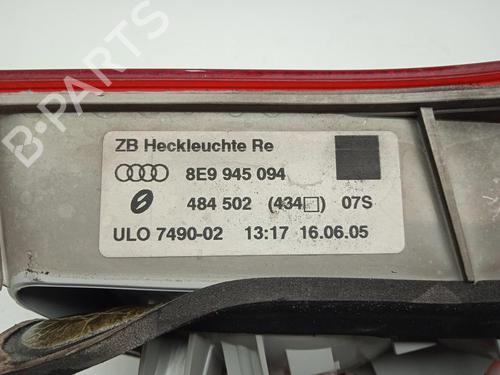 ZB Heckleuchte Re
8E9 945 094
484 502 (434□) 07S
ULO 7490-02 13:17 16.06.05
B-PARTS